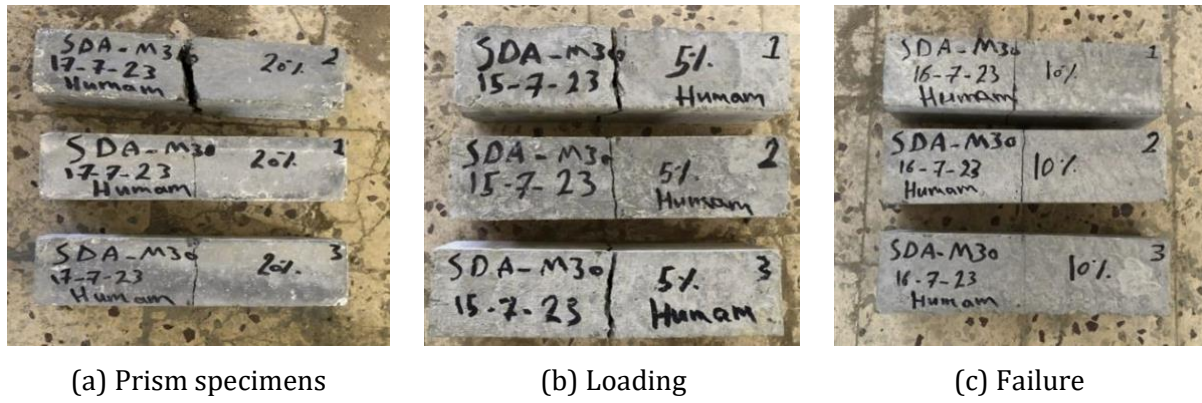 SDA-M30 20% 2
17-7-23
Humam
SDA-M30 20% 1
17-7-23
Humam
SDA-M30 20% 3
17-7-23
Humam
SDA-M30 5% 1
15-7-23 Humam
SDA-M30 5% 2
15-7-23 Humam
SDA-M30 5% 3
15-7-23 Humam
SDA-M30 10% 1
16-7-23
Humam
SDA-M30 10% 2
16-7-23
Humam
SDA-M30 10% 3
16-7-23
Humam
(a) Prism specimens
(b) Loading
(c) Failure